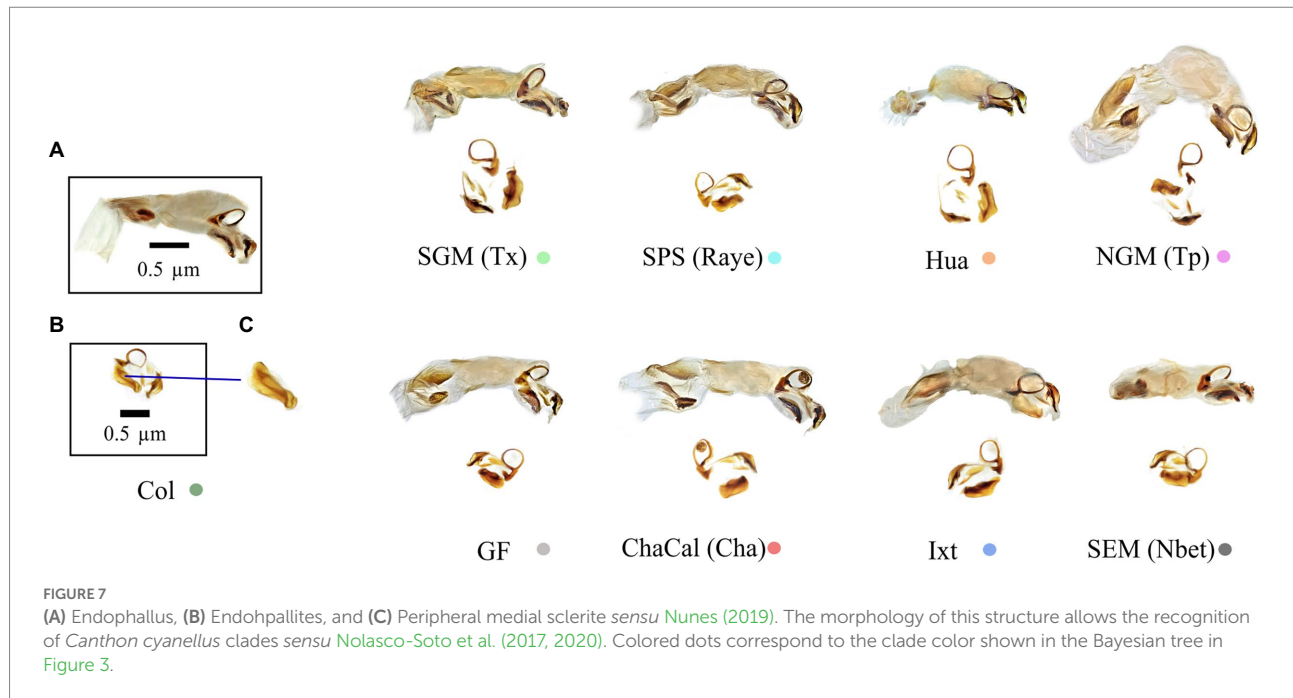 A
0.5 µm
B
C
0.5 µm
Col
SGM (Tx)
SPS (Raye)
Hua
NGM (Tp)
GF
ChaCal (Cha)
Ixt
SEM (Nbet)
FIGURE 7
(A) Endophallus, (B) Endohpallites, and (C) Peripheral medial sclerite sensu Nunes (2019). The morphology of this structure allows the recognition
of Canthon cyanellus clades sensu Nolasco-Soto et al. (2017, 2020). Colored dots correspond to the clade color shown in the Bayesian tree in
Figure 3.